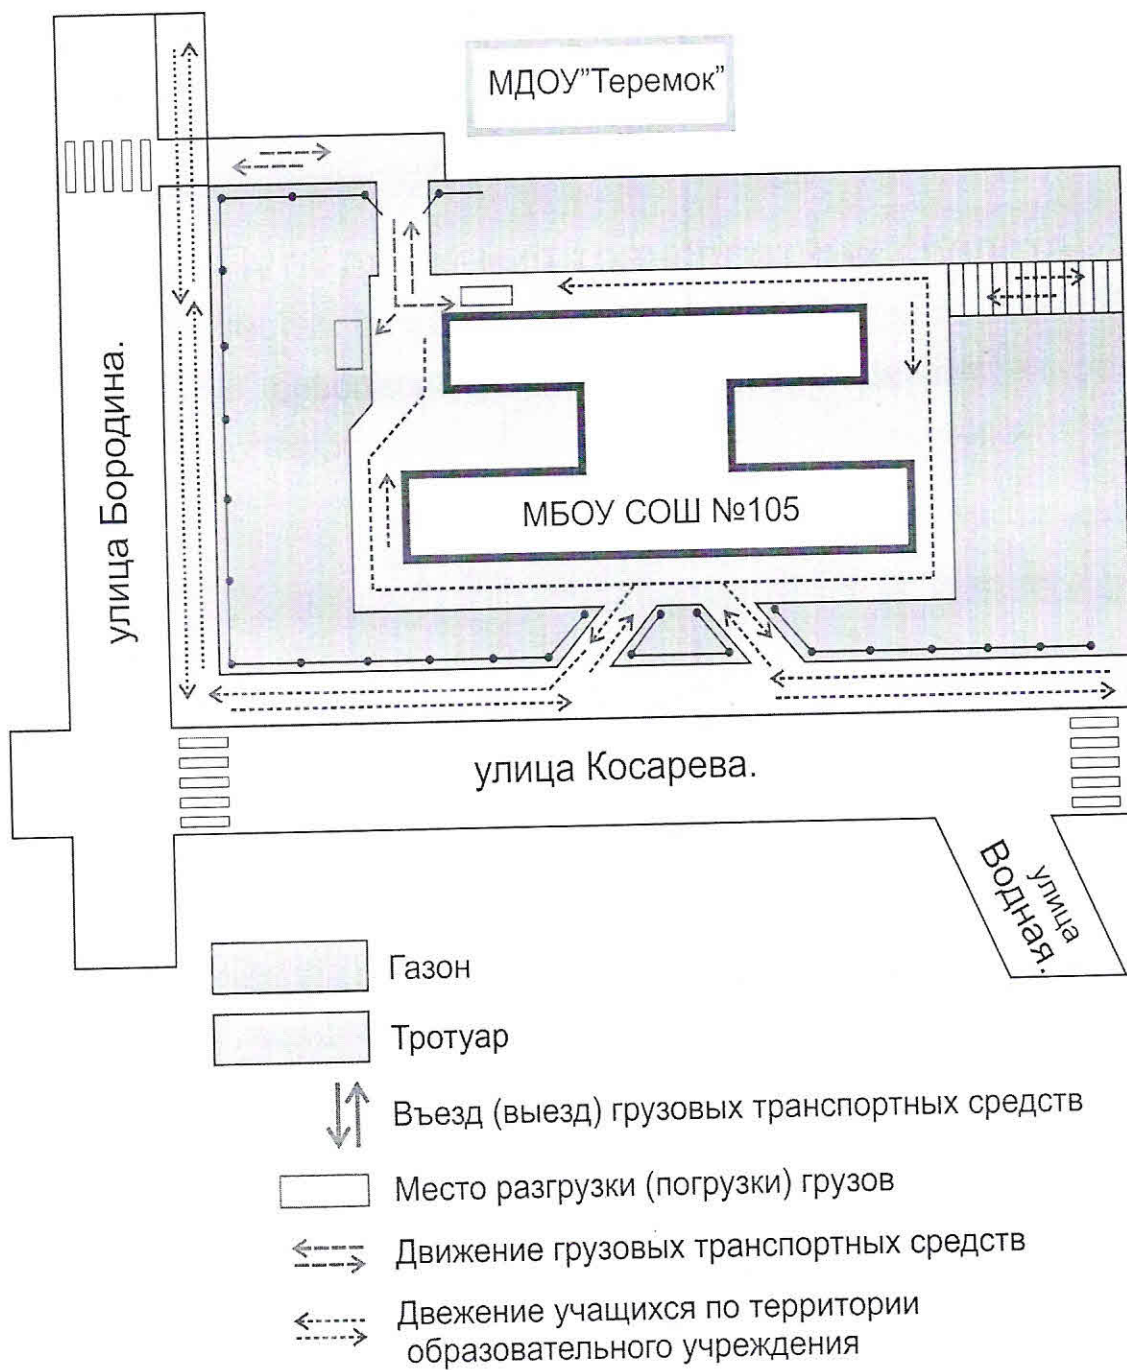 МДОУ"Теремок"
улица Бородина.
МБОУ СОШ №105
улица Косарева.
улица
Водная.
Газон
Тротуар
Въезд (выезд) грузовых транспортных средств
Место разгрузки (погрузки) грузов
Движение грузовых транспортных средств
Двежение учащихся по территории
образовательного учреждения